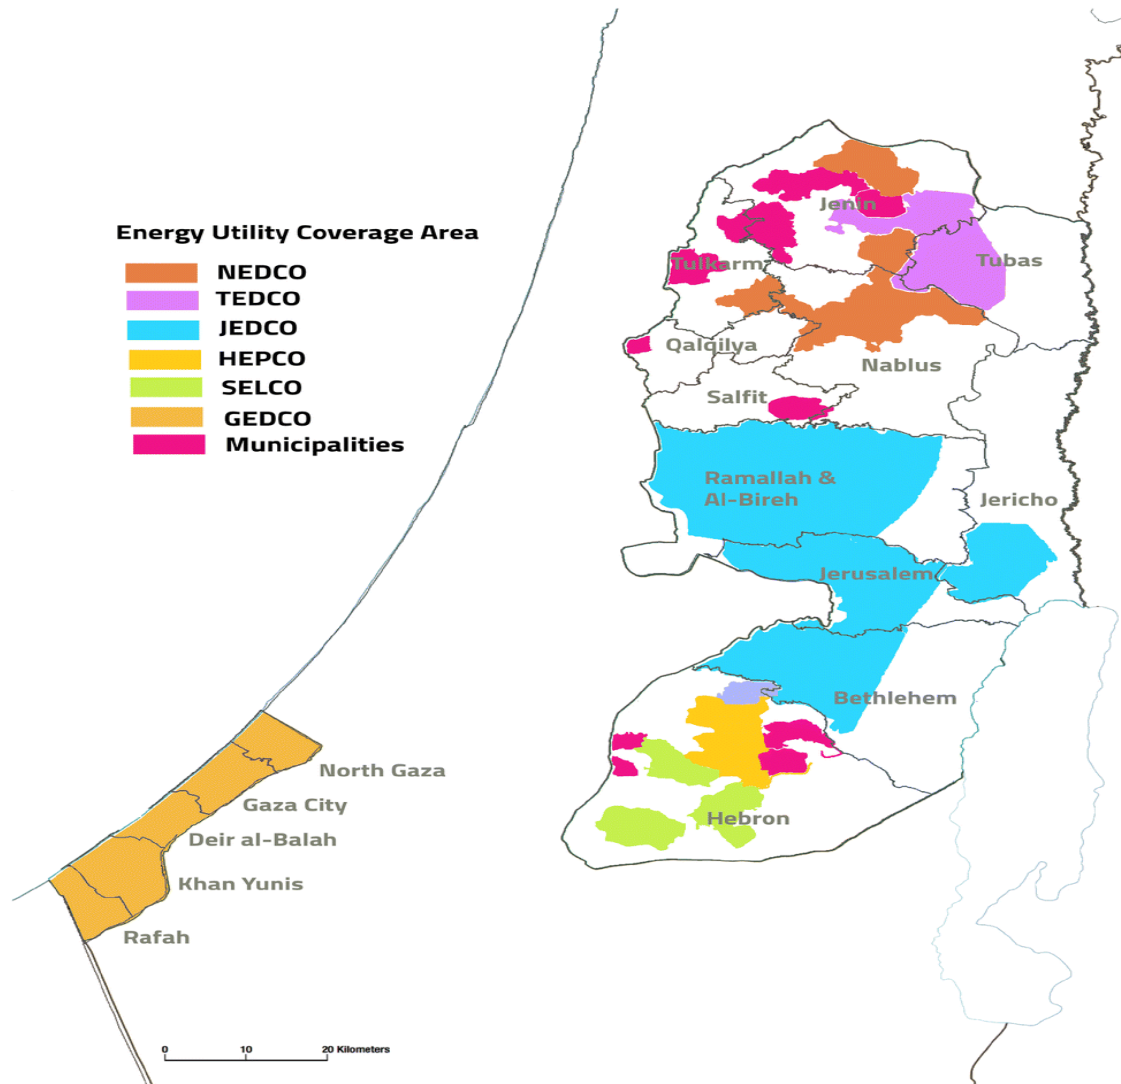 Energy Utility Coverage Area
NEDCO
TEDCO
JEDCO
HEPCO
SELCO
GEDCO
Municipalities
Jenin
Tulkarm
Tubas
Qalqilya
Nablus
Salfit
Ramallah &
Al-Bireh
Jericho
Jerusalem
Bethlehem
Hebron
North Gaza
Gaza City
Deir al-Balah
Khan Yunis
Rafah
0 10 20 Kilometers